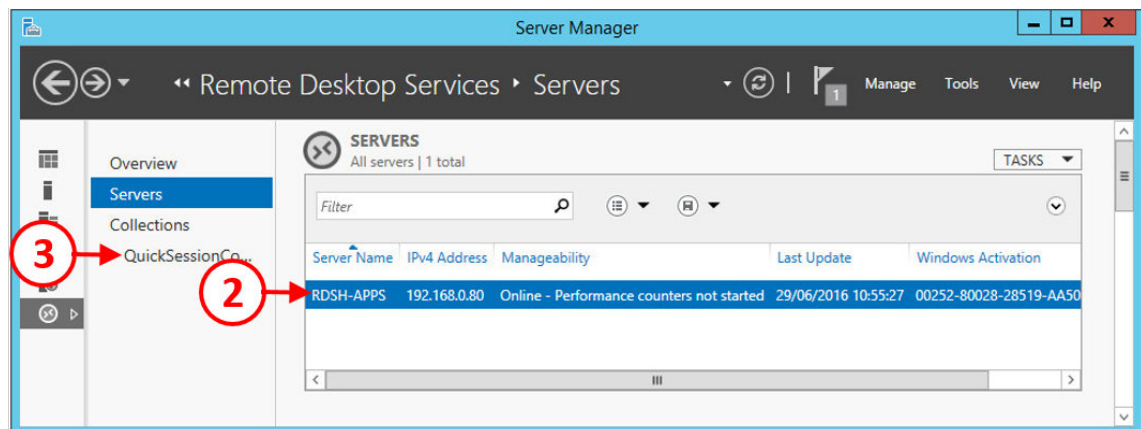 Server Manager
Remote Desktop Services Servers
1
Manage Tools View Help
Overview
Servers
Collections
QuickSessionCo...
SERVERS
All servers | 1 total
TASKS
Filter
Server Name IPv4 Address Manageability Last Update Windows Activation
RDSH-APPS 192.168.0.80 Online - Performance counters not started 29/06/2016 10:55:27 00252-80028-28519-AA50
3
2